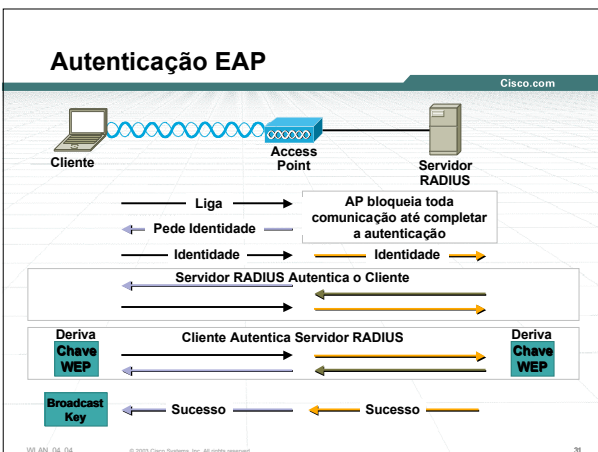 Autenticação EAP
Cisco.com
Cliente
Access
Point
Servidor
RADIUS
Liga
AP bloqueia toda
comunicação até completar
a autenticação
Pede Identidade
Identidade
Identidade
Servidor RADIUS Autentica o Cliente
Deriva
Chave
WEP
Cliente Autentica Servidor RADIUS
Deriva
Chave
WEP
Broadcast
Key
Sucesso
Sucesso
WLAN_04_04
© 2003 Cisco Systems, Inc. All rights reserved.
31